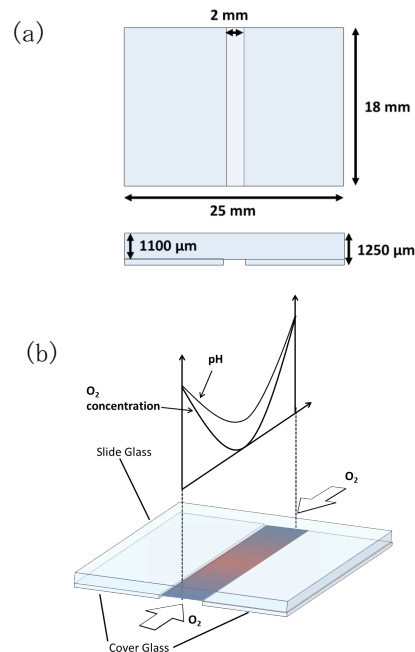 (a)
2 mm
18 mm
25 mm
1100 μm
1250 μm
(b)
pH
O₂
concentration
Slide Glass
O₂
O₂
Cover Glass